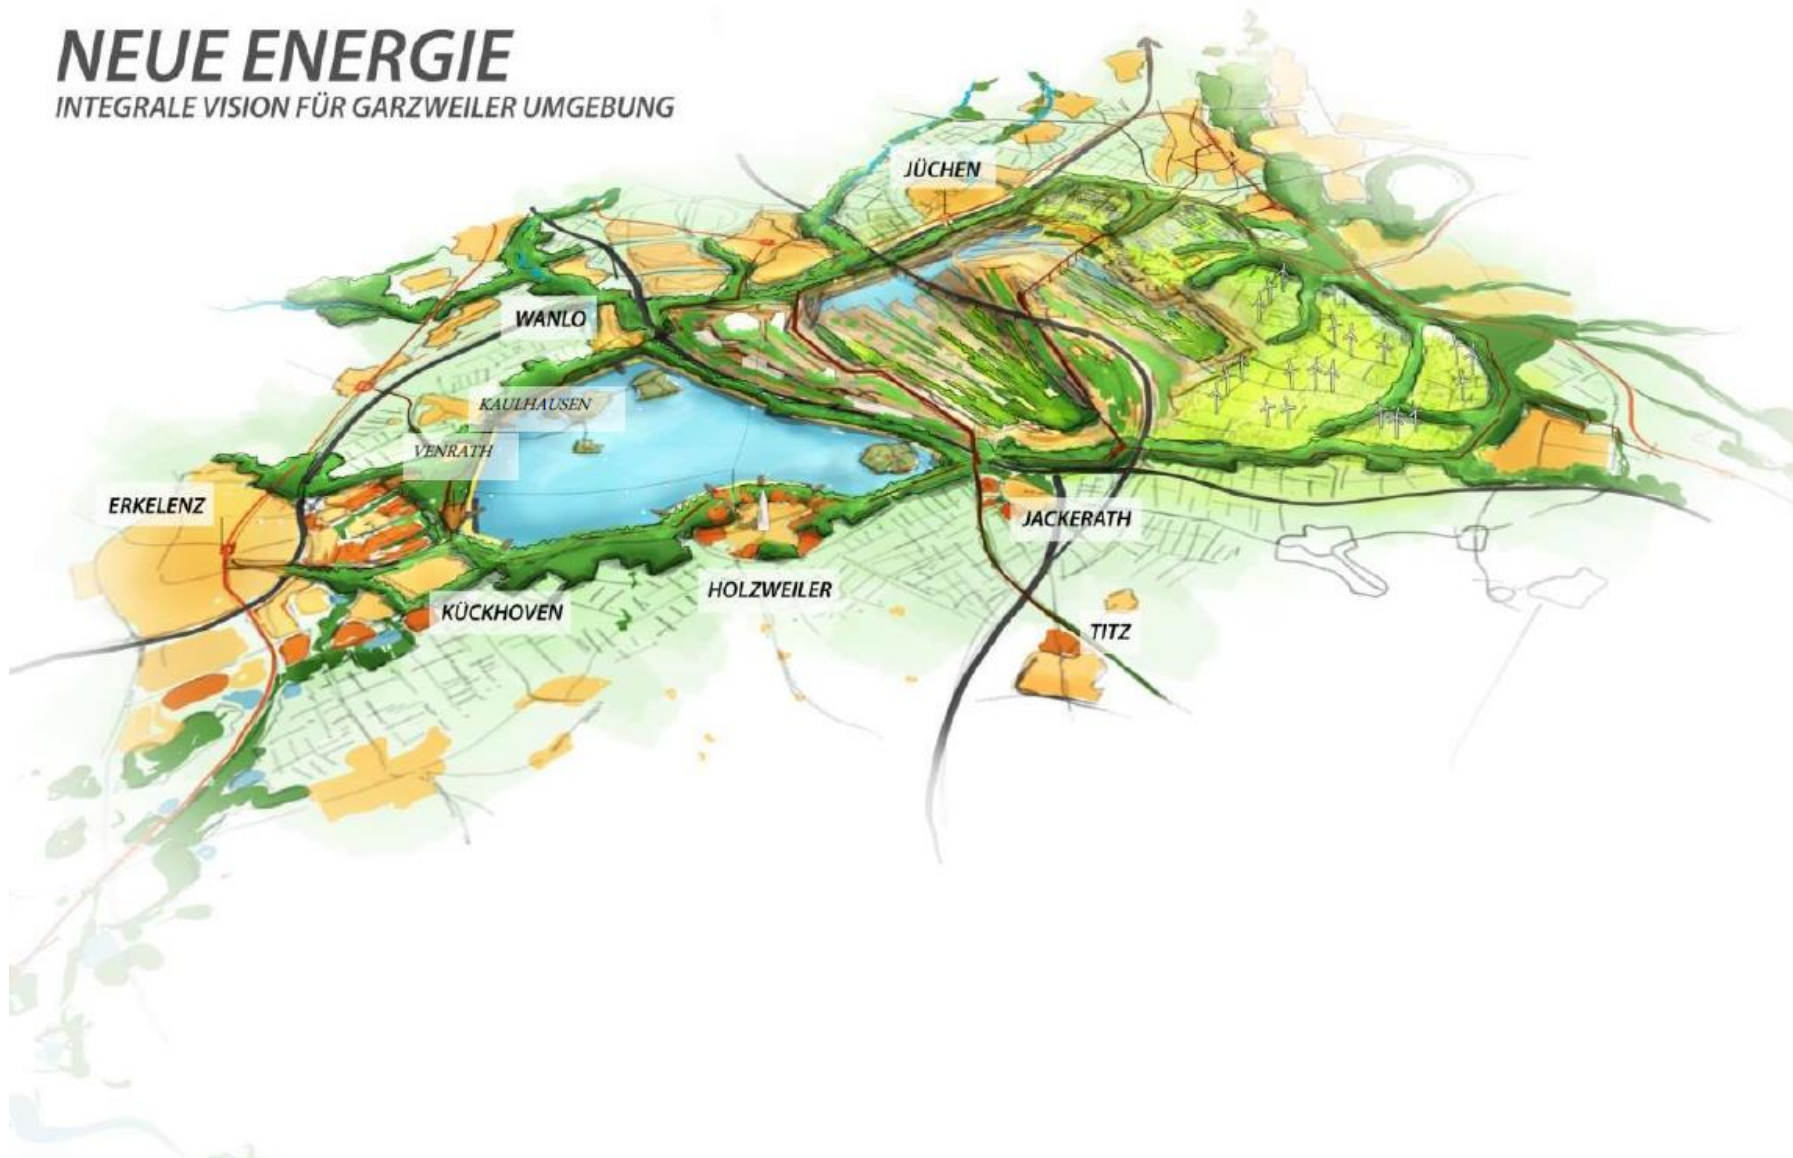 NEUE ENERGIE
INTEGRALE VISION FÜR GARZWEILER UMGEBUNG
JÜCHEN
WANLO
KAULHAUSEN
VENRATH
ERKELENZ
JACKERATH
HOLZWEILER
KÜCKHOVEN
TITZ